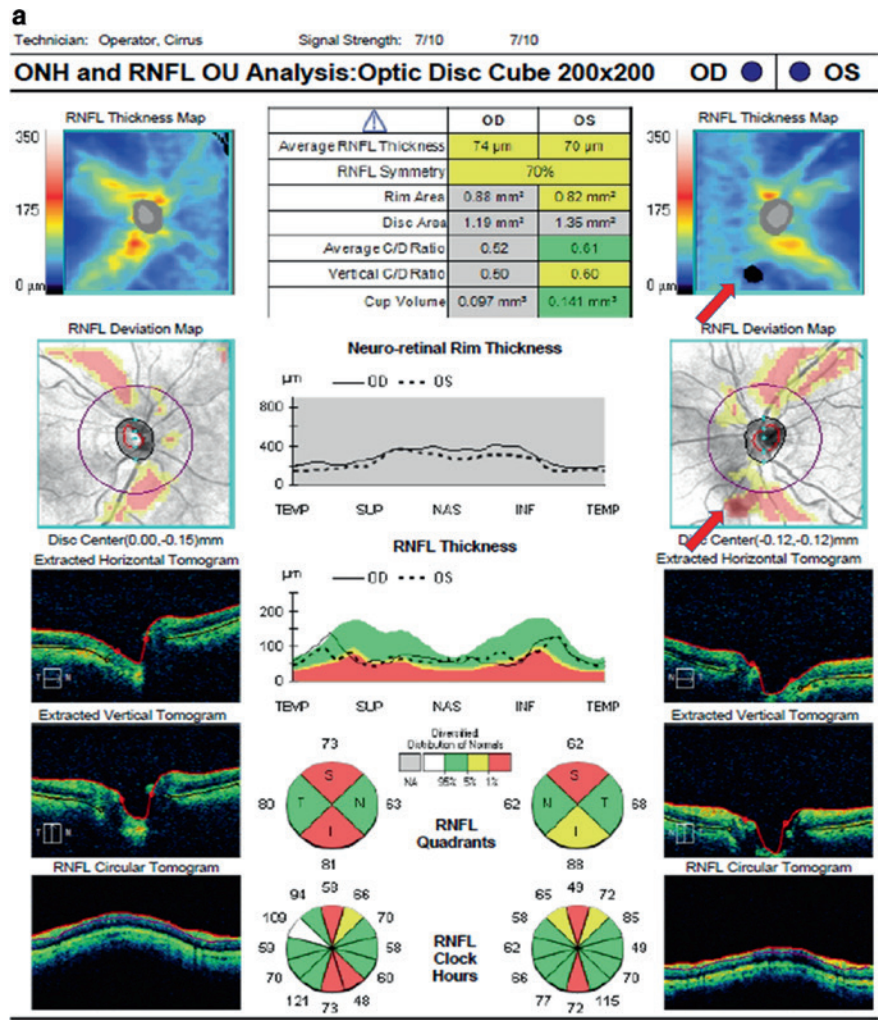 a
Technician: Operator, Cirrus Signal Strength: 7/10 7/10
ONH and RNFL OU Analysis:Optic Disc Cube 200x200 OD OS
RNFL Thickness Map
350
175
0 µm
OD OS
Average RNFL Thickness 74 µm 70 µm
RNFL Symmetry 70%
Rim Area 0.88 mm² 0.82 mm²
Disc Area 1.19 mm² 1.35 mm²
Average C/D Ratio 0.52 0.61
Vertical C/D Ratio 0.50 0.60
Cup Volume 0.097 mm³ 0.141 mm³
RNFL Thickness Map
350
175
0 µm
RNFL Deviation Map
Disc Center(0.00,-0.15)mm
Neuro-retinal Rim Thickness
µm OD OS
800
400
0
TEMP SUP NAS INF TEMP
RNFL Deviation Map
Disc Center(-0.12,-0.12)mm
Extracted Horizontal Tomogram
T N
RNFL Thickness
µm OD OS
200
100
0
TEMP SUP NAS INF TEMP
Extracted Horizontal Tomogram
Extracted Vertical Tomogram
T N
Diversified
Distribution of Normals
NA 95% 5% 1%
73
S
80 T N 63
I
81
RNFL
Quadrants
62
S
62 N T 68
I
88
Extracted Vertical Tomogram
RNFL Circular Tomogram
58
94 66
109 70
59 58
70 60
121 48
73
RNFL
Clock
Hours
49
65 72
58 85
62 49
66 70
77 115
72
RNFL Circular Tomogram